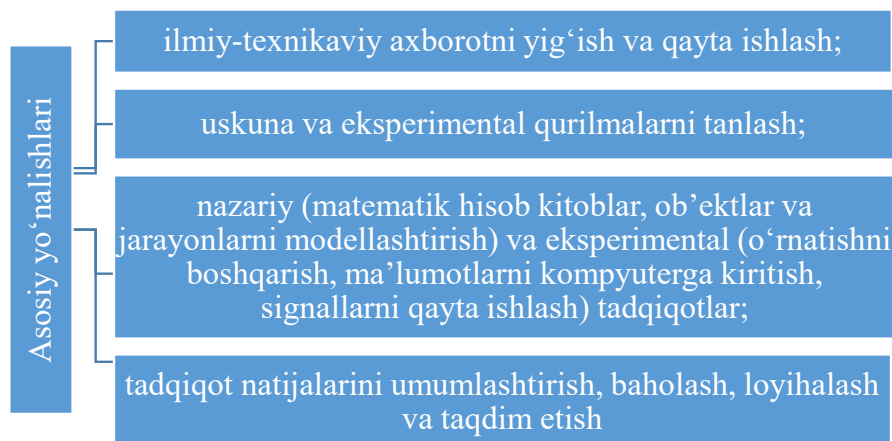 Asosiy yo‘nalishlari
ilmiy-texnikaviy axborotni yig‘ish va qayta ishlash;
uskuna va eksperimental qurilmalarni tanlash;
nazariy (matematik hisob kitoblar, ob’ektlar va
jarayonlarni modellashtirish) va eksperimental (o‘rnatishni
boshqarish, ma’lumotlarni kompyuterga kiritish,
signallarni qayta ishlash) tadqiqotlar;
tadqiqot natijalarini umumlashtirish, baholash, loyihalash
va taqdim etish